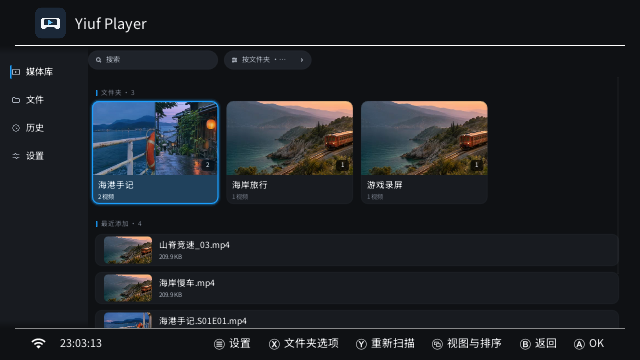 Yiuf Player
搜索
按文件夹 · ···
媒体库
文件
历史
设置
文件夹 · 3
2
1
1
海港手记
2 视频
海岸旅行
1 视频
游戏录屏
1 视频
最近添加 · 4
山脊竞速_03.mp4
209.9 KB
海岸慢车.mp4
209.9 KB
海港手记.S01E01.mp4
23:03:13
设置
X 文件夹选项
Y 重新扫描
视图与排序
B 返回
A OK